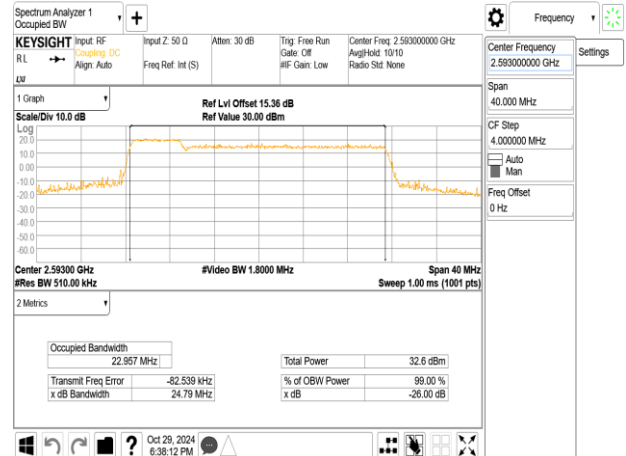 Spectrum Analyzer 1
Occupied BW
Frequency
KEYSIGHT
RL
LXI
Input: RF
Coupling: DC
Align: Auto
Input Z: 50 Ω
Freq Ref: Int (S)
Atten: 30 dB
Trig: Free Run
Gate: Off
#IF Gain: Low
Center Freq: 2.593000000 GHz
Avg|Hold: 10/10
Radio Std: None
Center Frequency
2.593000000 GHz
Settings
Span
40.000 MHz
CF Step
4.000000 MHz
Auto
Man
Freq Offset
0 Hz
1 Graph
Scale/Div 10.0 dB
Ref Lvl Offset 15.36 dB
Ref Value 30.00 dBm
Log
20.0
10.0
0.00
-10.0
-20.0
-30.0
-40.0
-50.0
-60.0
Center 2.59300 GHz
#Video BW 1.8000 MHz
Span 40 MHz
#Res BW 510.00 kHz
Sweep 1.00 ms (1001 pts)
2 Metrics
Occupied Bandwidth
22.957 MHz
Total Power 32.6 dBm
Transmit Freq Error -82.539 kHz
% of OBW Power 99.00 %
x dB Bandwidth 24.79 MHz
x dB -26.00 dB
?
Oct 29, 2024
6:38:12 PM